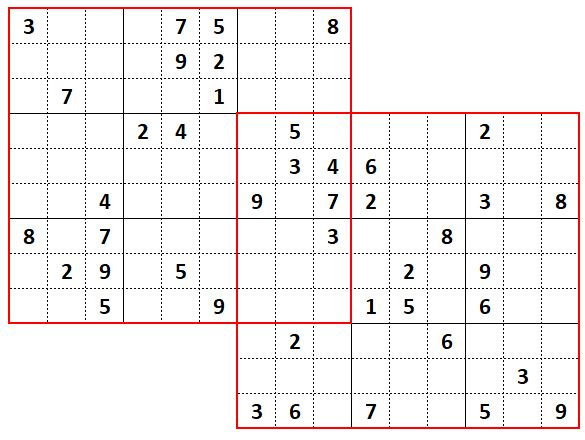 3 7 5 8
9 2
7 1
2 4 5 2
3 4 6
4 9 7 2 3 8
8 7 3 8
2 9 5 2 9
5 9 1 5 6
2 6
3
3 6 7 5 9